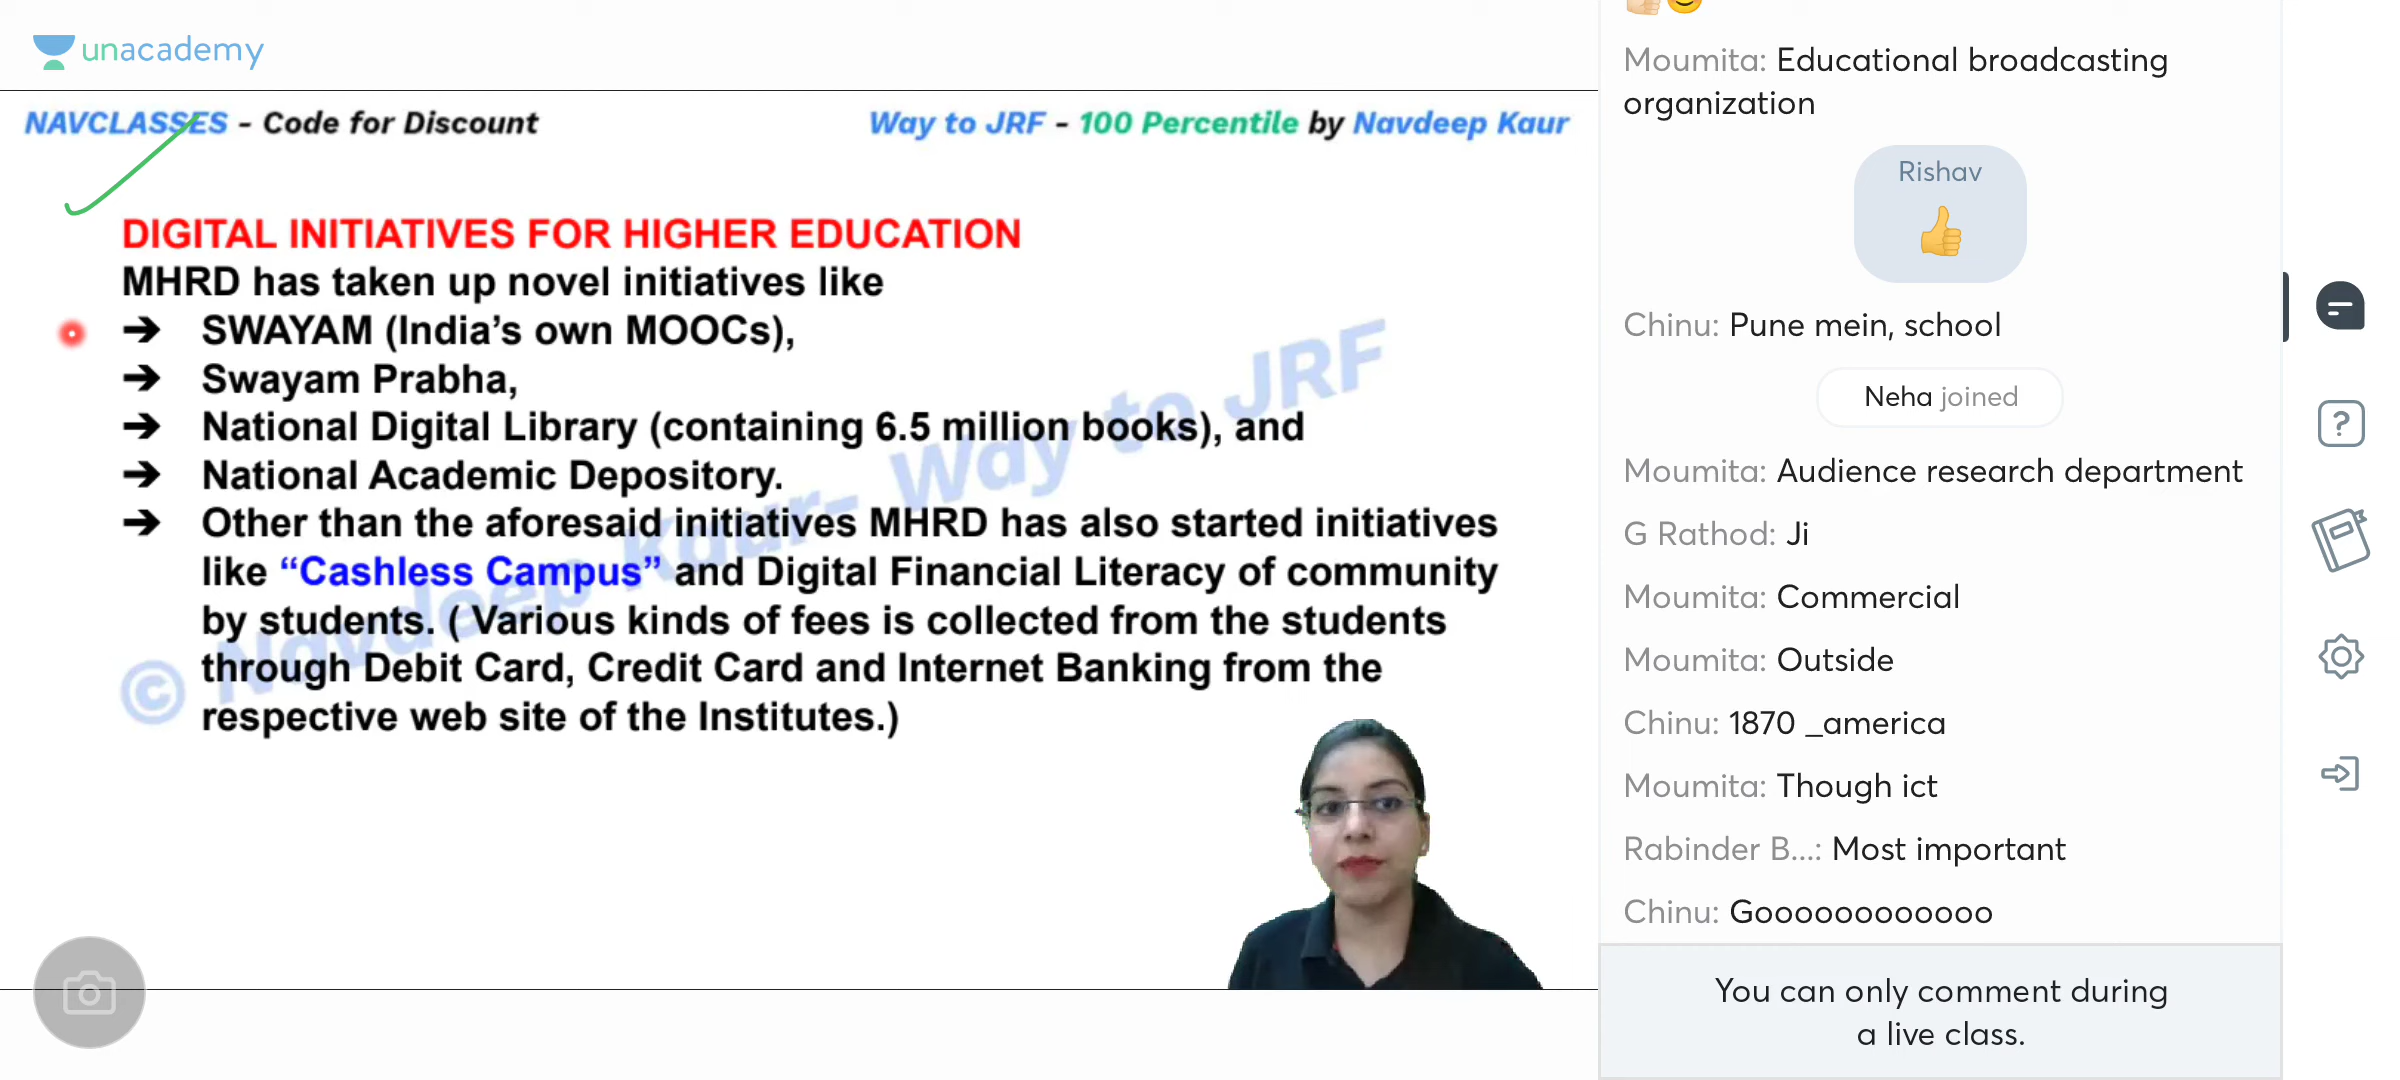 unacademy
NAVCLASSES - Code for Discount
Way to JRF - 100 Percentile by Navdeep Kaur
DIGITAL INITIATIVES FOR HIGHER EDUCATION
MHRD has taken up novel initiatives like
➔ SWAYAM (India's own MOOCs),
➔ Swayam Prabha,
➔ National Digital Library (containing 6.5 million books), and
➔ National Academic Depository.
➔ Other than the aforesaid initiatives MHRD has also started initiatives
like “Cashless Campus” and Digital Financial Literacy of community
by students. ( Various kinds of fees is collected from the students
through Debit Card, Credit Card and Internet Banking from the
respective web site of the Institutes.)
© Navdeep Kaur- Way to JRF
Moumita: Educational broadcasting
organization
Rishav
👍
Chinu: Pune mein, school
Neha joined
Moumita: Audience research department
G Rathod: Ji
Moumita: Commercial
Moumita: Outside
Chinu: 1870 _america
Moumita: Though ict
Rabinder B...: Most important
Chinu: Goooooooooooo
You can only comment during
a live class.